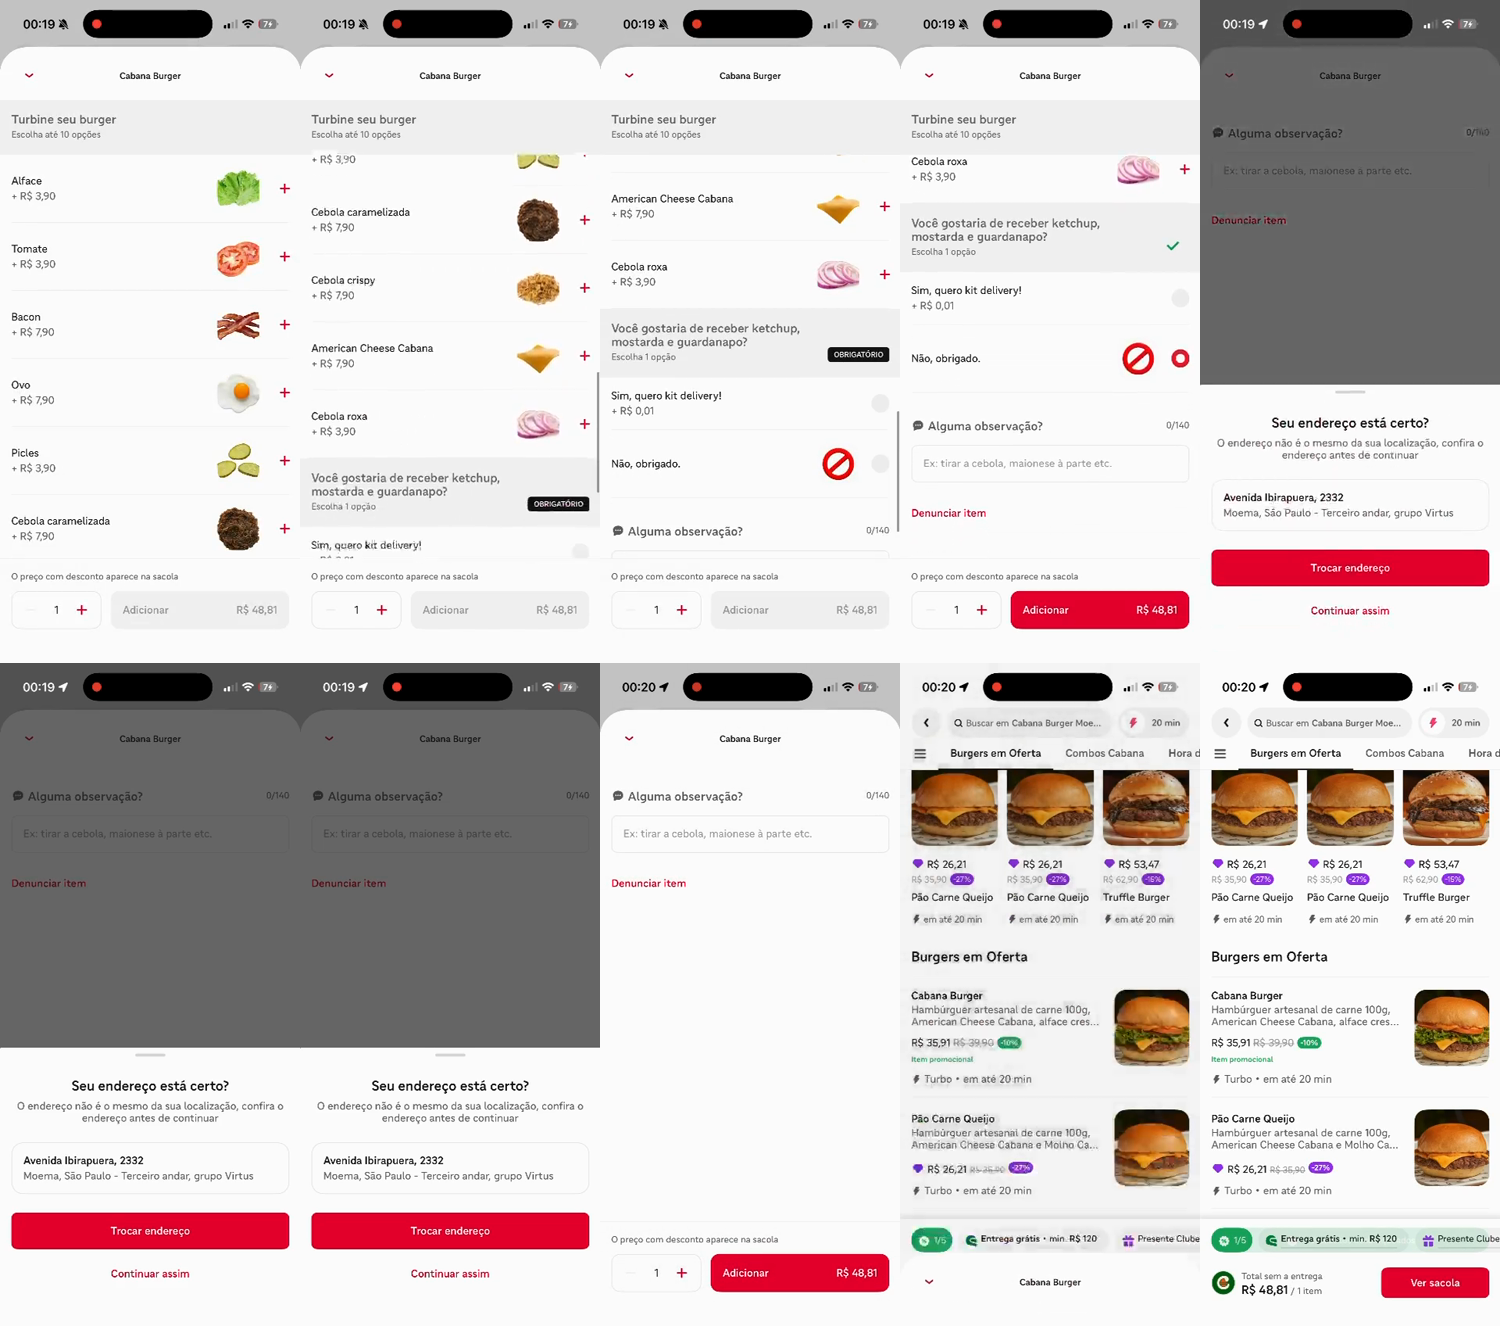 00:19
Cabana Burger
Turbine seu burger
Escolha até 10 opções
Alface
+ R$ 3,90
Tomate
+ R$ 3,90
Bacon
+ R$ 7,90
Ovo
+ R$ 7,90
Picles
+ R$ 3,90
Cebola caramelizada
+ R$ 7,90
O preço com desconto aparece na sacola
1
Adicionar R$ 48,81
00:19
Cabana Burger
Turbine seu burger
Escolha até 10 opções
+ R$ 3,90
Cebola caramelizada
+ R$ 7,90
Cebola crispy
+ R$ 7,90
American Cheese Cabana
+ R$ 7,90
Cebola roxa
+ R$ 3,90
Você gostaria de receber ketchup,
mostarda e guardanapo?
Escolha 1 opção
OBRIGATÓRIO
Sim, quero kit delivery!
O preço com desconto aparece na sacola
1
Adicionar R$ 48,81
00:19
Cabana Burger
Turbine seu burger
Escolha até 10 opções
American Cheese Cabana
+ R$ 7,90
Cebola roxa
+ R$ 3,90
Você gostaria de receber ketchup,
mostarda e guardanapo?
Escolha 1 opção
OBRIGATÓRIO
Sim, quero kit delivery!
+ R$ 0,01
Não, obrigado.
Alguma observação? 0/140
O preço com desconto aparece na sacola
1
Adicionar R$ 48,81
00:19
Cabana Burger
Turbine seu burger
Escolha até 10 opções
Cebola roxa
+ R$ 3,90
Você gostaria de receber ketchup,
mostarda e guardanapo?
Escolha 1 opção
Sim, quero kit delivery!
+ R$ 0,01
Não, obrigado.
Alguma observação? 0/140
Ex: tirar a cebola, maionese à parte etc.
Denunciar item
O preço com desconto aparece na sacola
1
Adicionar R$ 48,81
00:19
Cabana Burger
Alguma observação? 0/140
Ex: tirar a cebola, maionese à parte etc.
Denunciar item
Seu endereço está certo?
O endereço não é o mesmo da sua localização, confira o
endereço antes de continuar
Avenida Ibirapuera, 2332
Moema, São Paulo - Terceiro andar, grupo Virtus
Trocar endereço
Continuar assim
00:19
Cabana Burger
Alguma observação? 0/140
Ex: tirar a cebola, maionese à parte etc.
Denunciar item
Seu endereço está certo?
O endereço não é o mesmo da sua localização, confira o
endereço antes de continuar
Avenida Ibirapuera, 2332
Moema, São Paulo - Terceiro andar, grupo Virtus
Trocar endereço
Continuar assim
00:19
Cabana Burger
Alguma observação? 0/140
Ex: tirar a cebola, maionese à parte etc.
Denunciar item
Seu endereço está certo?
O endereço não é o mesmo da sua localização, confira o
endereço antes de continuar
Avenida Ibirapuera, 2332
Moema, São Paulo - Terceiro andar, grupo Virtus
Trocar endereço
Continuar assim
00:20
Cabana Burger
Alguma observação? 0/140
Ex: tirar a cebola, maionese à parte etc.
Denunciar item
O preço com desconto aparece na sacola
1
Adicionar R$ 48,81
00:20
Buscar em Cabana Burger Moe... 20 min
Burgers em Oferta Combos Cabana Hora d
R$ 26,21 R$ 26,21 R$ 53,47
R$ 35,90 -27% R$ 35,90 -27% R$ 62,90 -15%
Pão Carne Queijo Pão Carne Queijo Truffle Burger
em até 20 min em até 20 min em até 20 min
Burgers em Oferta
Cabana Burger
Hambúrguer artesanal de carne 100g,
American Cheese Cabana, alface cres...
R$ 35,91 R$ 39,90 -10%
Item promocional
Turbo • em até 20 min
Pão Carne Queijo
Hambúrguer artesanal de carne 100g,
American Cheese Cabana e Molho Ca...
R$ 26,21 R$ 35,90 -27%
Turbo • em até 20 min
1/5 Entrega grátis • min. R$ 120 Presente Clube
Cabana Burger
00:20
Buscar em Cabana Burger Moe... 20 min
Burgers em Oferta Combos Cabana Hora d
R$ 26,21 R$ 26,21 R$ 53,47
R$ 35,90 -27% R$ 35,90 -27% R$ 62,90 -15%
Pão Carne Queijo Pão Carne Queijo Truffle Burger
em até 20 min em até 20 min em até 20 min
Burgers em Oferta
Cabana Burger
Hambúrguer artesanal de carne 100g,
American Cheese Cabana, alface cres...
R$ 35,91 R$ 39,90 -10%
Item promocional
Turbo • em até 20 min
Pão Carne Queijo
Hambúrguer artesanal de carne 100g,
American Cheese Cabana e Molho Ca...
R$ 26,21 R$ 35,90 -27%
Turbo • em até 20 min
1/5 Entrega grátis • min. R$ 120 Presente Clube
Total sem a entrega
R$ 48,81 / 1 item
Ver sacola